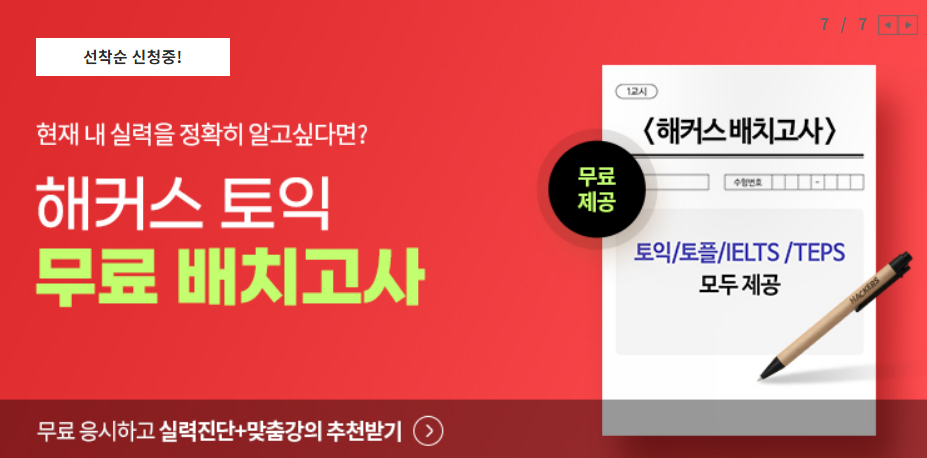 7 / 7
선착순 신청중!
현재 내 실력을 정확히 알고싶다면?
해커스 토익
무료 배치고사
무료 응시하고 실력진단+맞춤강의 추천받기
무료
제공
1교시
<해커스 배치고사>
수험번호 -
토익/토플/IELTS /TEPS
모두 제공
HACKERS